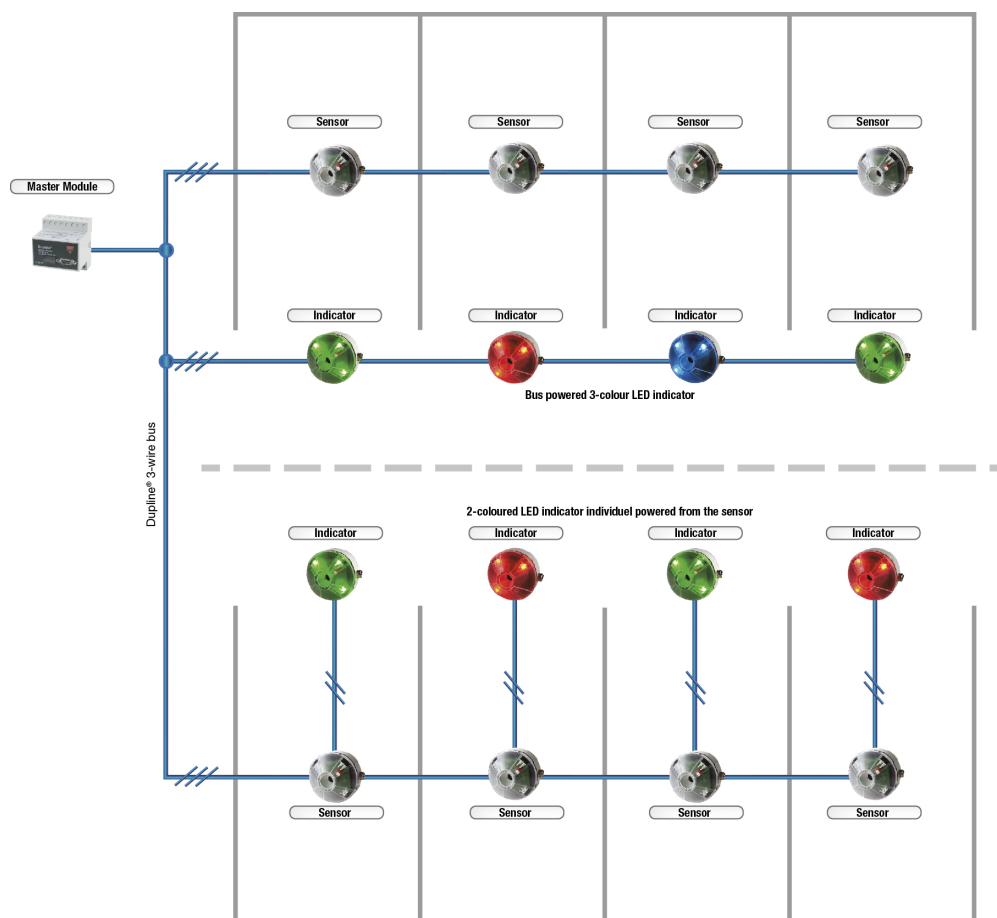 Sensor
Sensor
Sensor
Sensor
Master Module
Indicator
Indicator
Indicator
Indicator
Bus powered 3-colour LED indicator
Dupline® 3-wire bus
2-coloured LED indicator individuel powered from the sensor
Indicator
Indicator
Indicator
Indicator
Sensor
Sensor
Sensor
Sensor